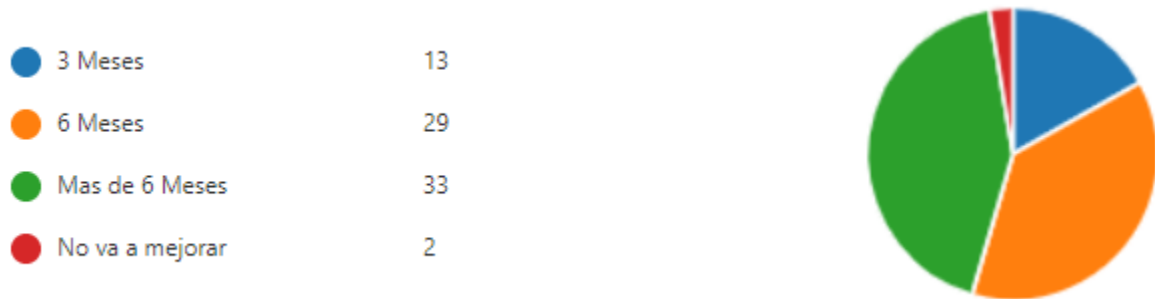 3 Meses 13
6 Meses 29
Mas de 6 Meses 33
No va a mejorar 2